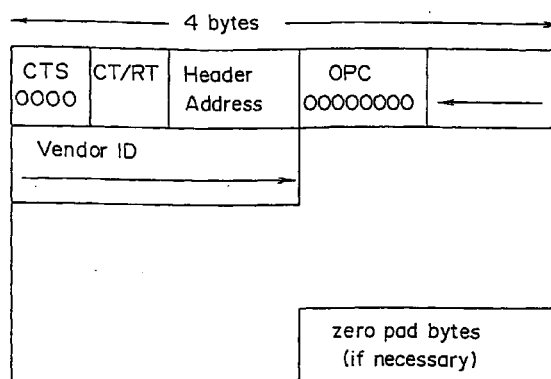 4 bytes
CTS CT/RT Header OPC
0000 Address 00000000
Vendor ID
zero pad bytes
(if necessary)